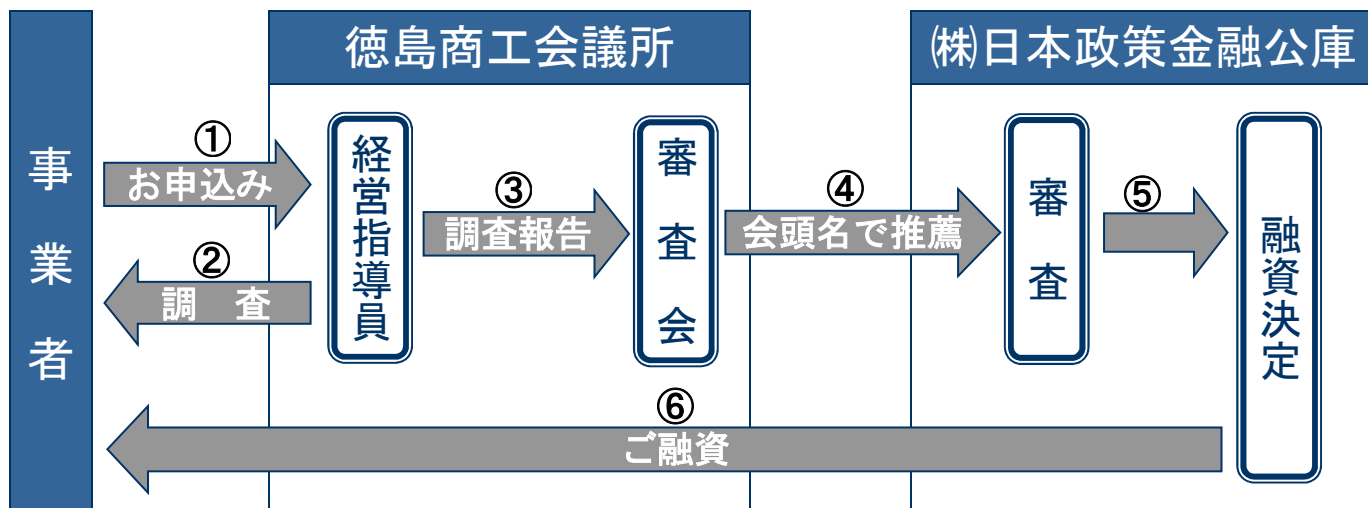 徳島商工会議所
㈱日本政策金融公庫
事業者
①
お申込み
②
調　査
経営指導員
③
調査報告
審査会
④
会頭名で推薦
審査
⑤
融資決定
⑥
ご融資